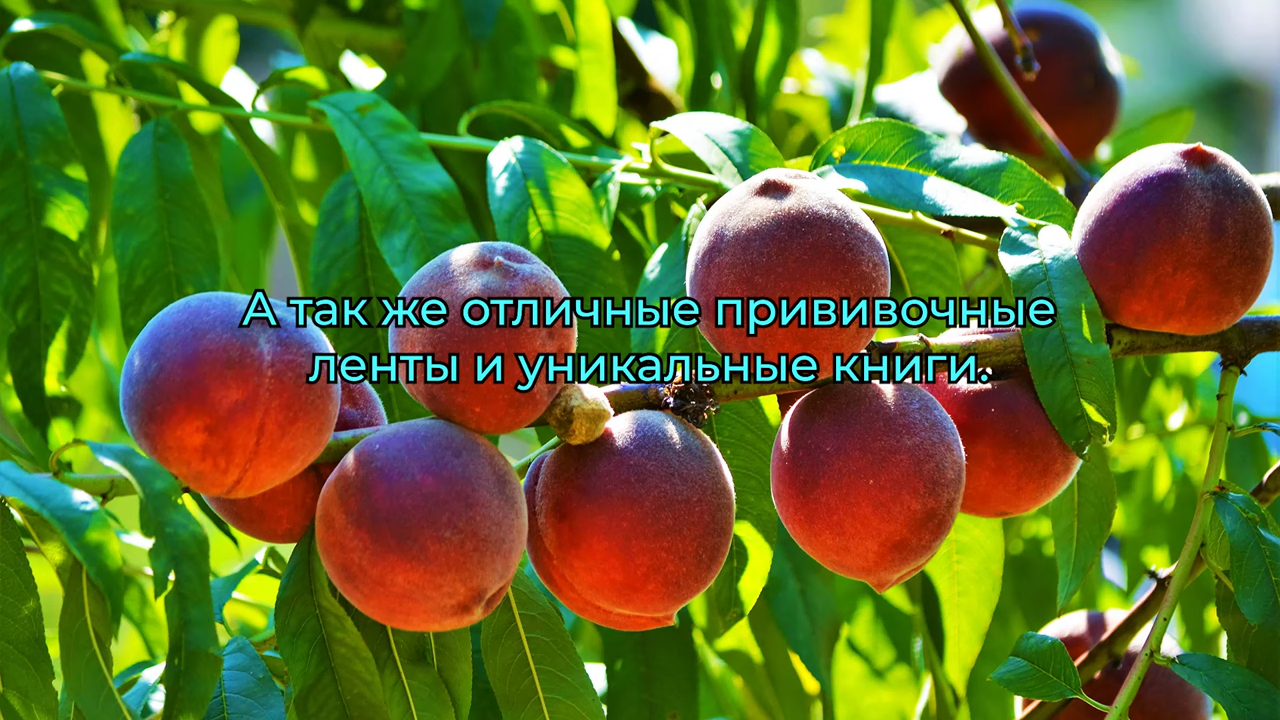 А так же отличные прививочные
ленты и уникальные книги.